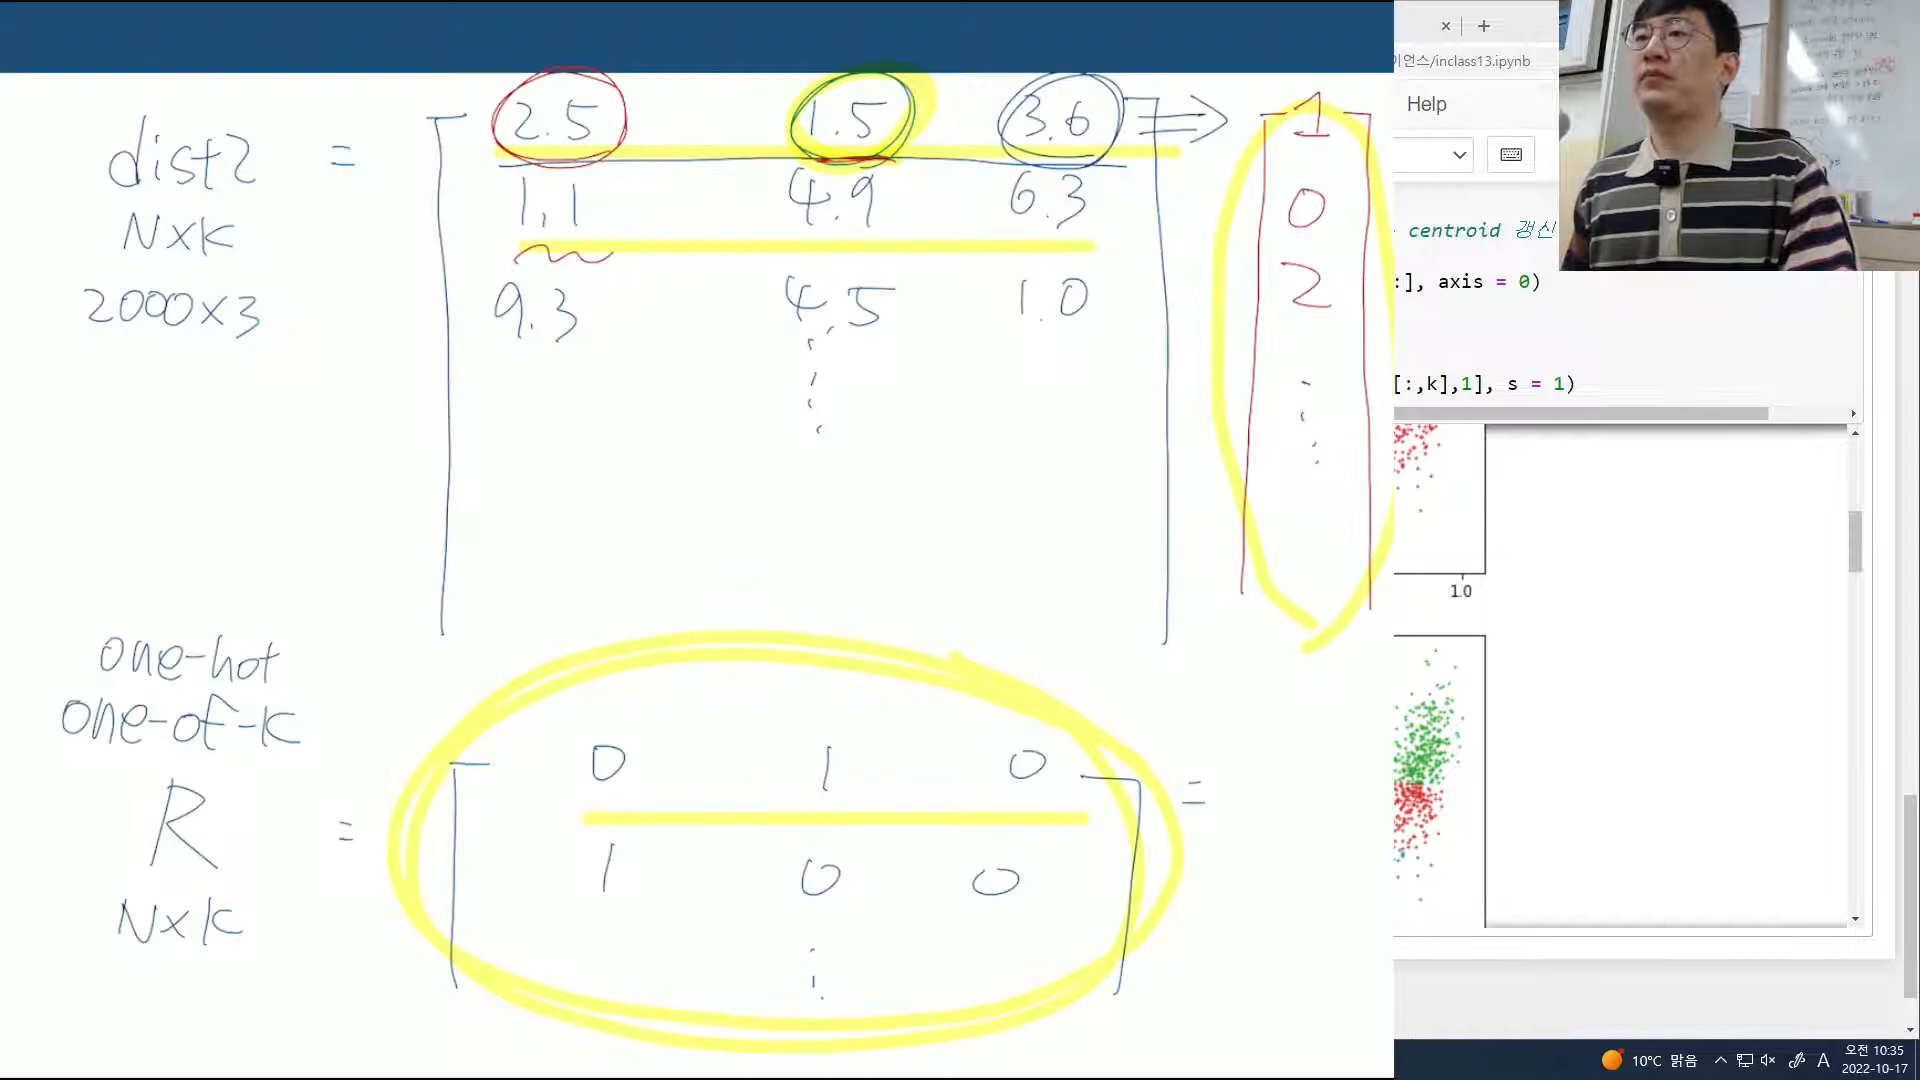 dist2 = 2.5 1.5 3.6 ⇒ 1
N×K 1.1 4.9 6.3 0
2000×3 9.3 4.5 1.0 2
one-hot
one-of-K
R = 0 1 0 =
N×K 1 0 0
이언스/inclass13.ipynb
Help
centroid 갱신
:], axis = 0)
[:,k],1], s = 1)
1.0
10°C 맑음
A
오전 10:35
2022-10-17